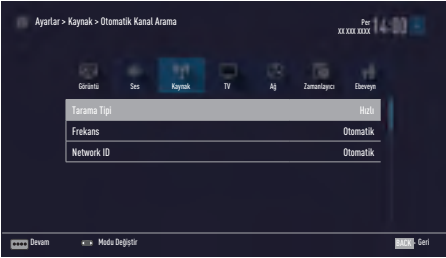 Ayarlar > Kaynak > Otomatik Kanal Arama
Per
XX XXX XXXX
14:00
Görüntü Ses Kaynak TV Ağ Zamanlayıcı Ebeveyn
Tarama Tipi Hızlı
Frekans Otomatik
Network ID Otomatik
Devam Modu Değiştir BACK - Geri